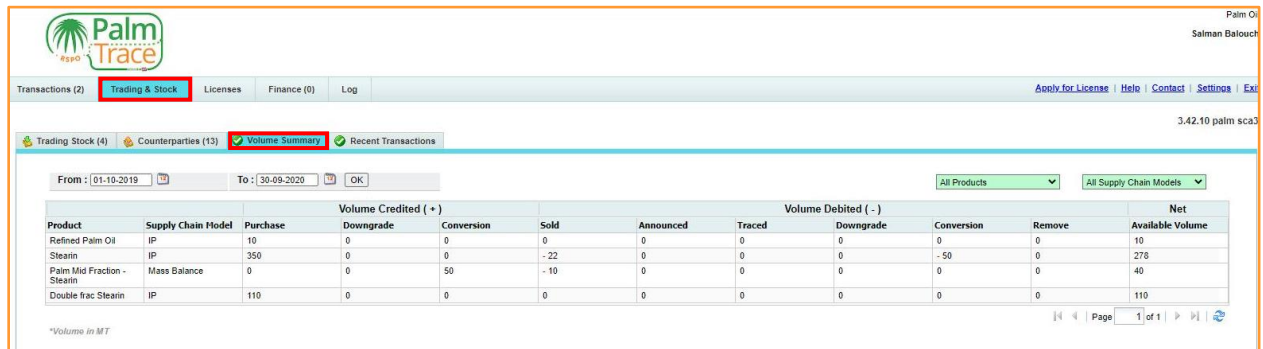 Palm Oi
Salman Balouch
Palm
Trace
RSPO
Transactions (2) Trading & Stock Licenses Finance (0) Log Apply for License | Help | Contact | Settings | Exi
3.42.10 palm sca3
Trading Stock (4) Counterparties (13) Volume Summary Recent Transactions
From : 01-10-2019 To : 30-09-2020 OK All Products All Supply Chain Models
Volume Credited ( + ) Volume Debited ( - ) Net
Product Supply Chain Model Purchase Downgrade Conversion Sold Announced Traced Downgrade Conversion Remove Available Volume
Refined Palm Oil IP 10 0 0 0 0 0 0 0 0 10
Stearin IP 350 0 0 - 22 0 0 0 - 50 0 278
Palm Mid Fraction - Mass Balance 0 0 50 - 10 0 0 0 0 0 40
Stearin
Double frac Stearin IP 110 0 0 0 0 0 0 0 0 110
Page 1 of 1
*Volume in MT